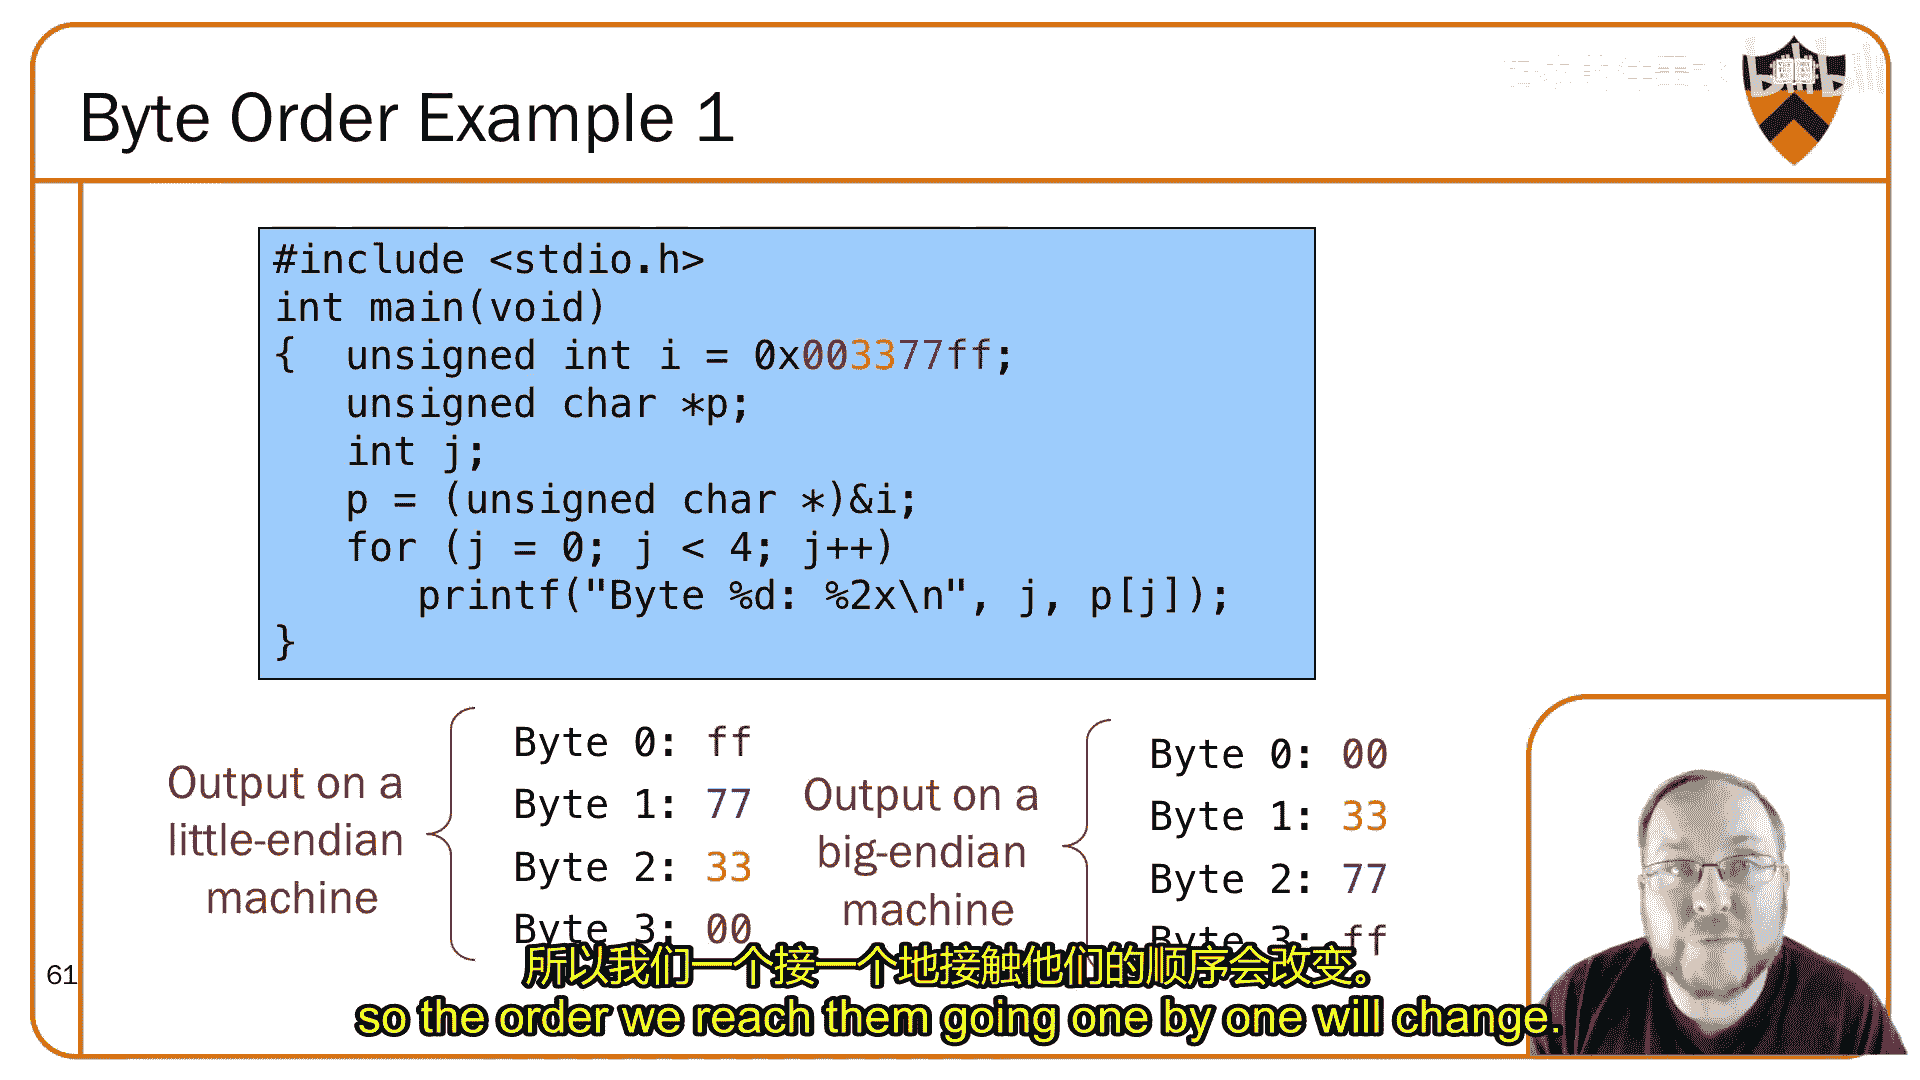 Byte Order Example 1
#include <stdio.h>
int main(void)
{  unsigned int i = 0x003377ff;
   unsigned char *p;
   int j;
   p = (unsigned char *)&i;
   for (j = 0; j < 4; j++)
      printf("Byte %d: %2x\n", j, p[j]);
}
Output on a
little-endian
machine
Byte 0: ff
Byte 1: 77
Byte 2: 33
Byte 3: 00
Output on a
big-endian
machine
Byte 0: 00
Byte 1: 33
Byte 2: 77
Byte 3: ff
61
所以我们一个接一个地接触他们的顺序会改变。
so the order we reach them going one by one will change.